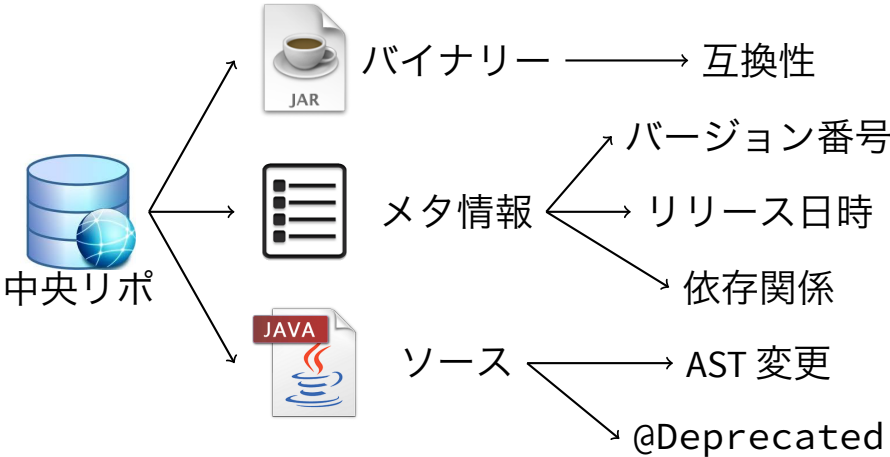 中央リポ
JAR
バイナリー
互換性
メタ情報
バージョン番号
リリース日時
依存関係
JAVA
ソース
AST 変更
@Deprecated